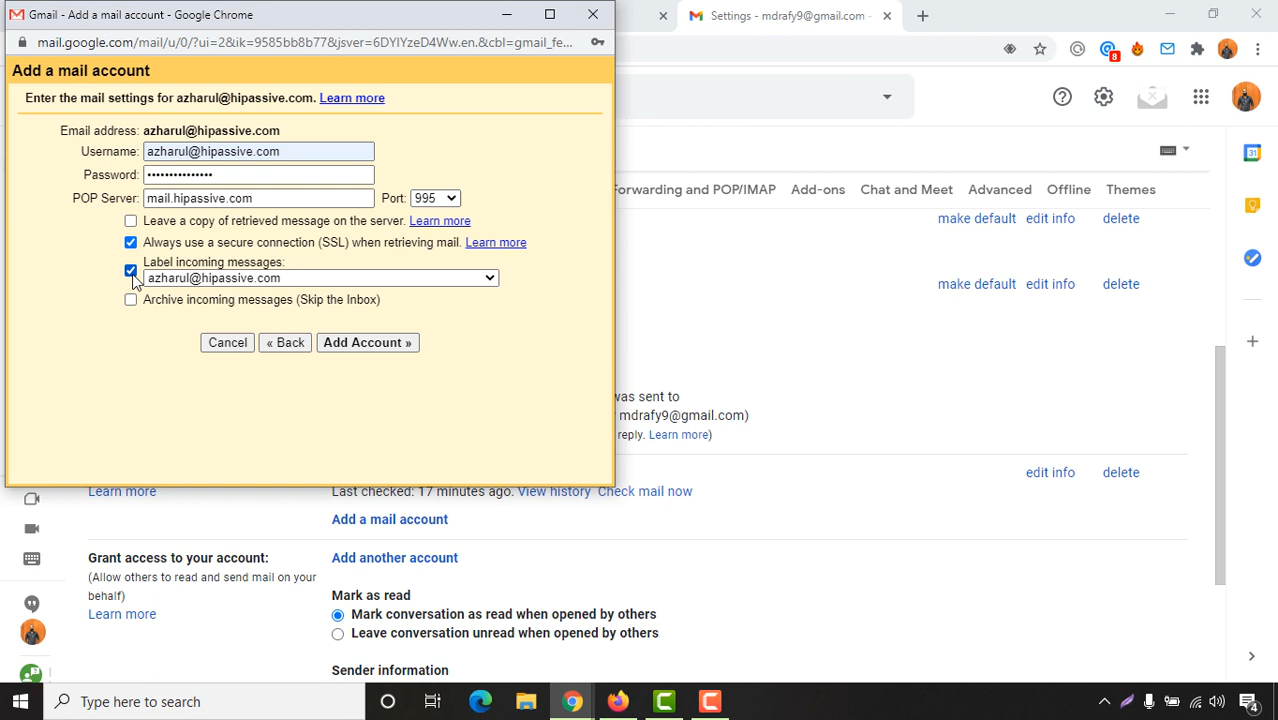 Gmail - Add a mail account - Google Chrome
Settings - mdrafy9@gmail.com -
mail.google.com/mail/u/0/?ui=2&ik=9585bb8b77&jsver=6DYIYzeD4Ww.en.&cbl=gmail_fe...
8
Add a mail account
Enter the mail settings for azharul@hipassive.com. Learn more
Email address: azharul@hipassive.com
Username: azharul@hipassive.com
Password: •••••••••••••••
POP Server: mail.hipassive.com Port: 995
Leave a copy of retrieved message on the server. Learn more
Always use a secure connection (SSL) when retrieving mail. Learn more
Label incoming messages:
azharul@hipassive.com
Archive incoming messages (Skip the Inbox)
Cancel « Back Add Account »
31
Forwarding and POP/IMAP Add-ons Chat and Meet Advanced Offline Themes
make default edit info delete
make default edit info delete
was sent to
mdrafy9@gmail.com)
reply. Learn more)
edit info delete
Learn more Last checked: 17 minutes ago. View history Check mail now
Add a mail account
Grant access to your account: Add another account
(Allow others to read and send mail on your
behalf)
Learn more
Mark as read
Mark conversation as read when opened by others
Leave conversation unread when opened by others
Sender information
Type here to search
4